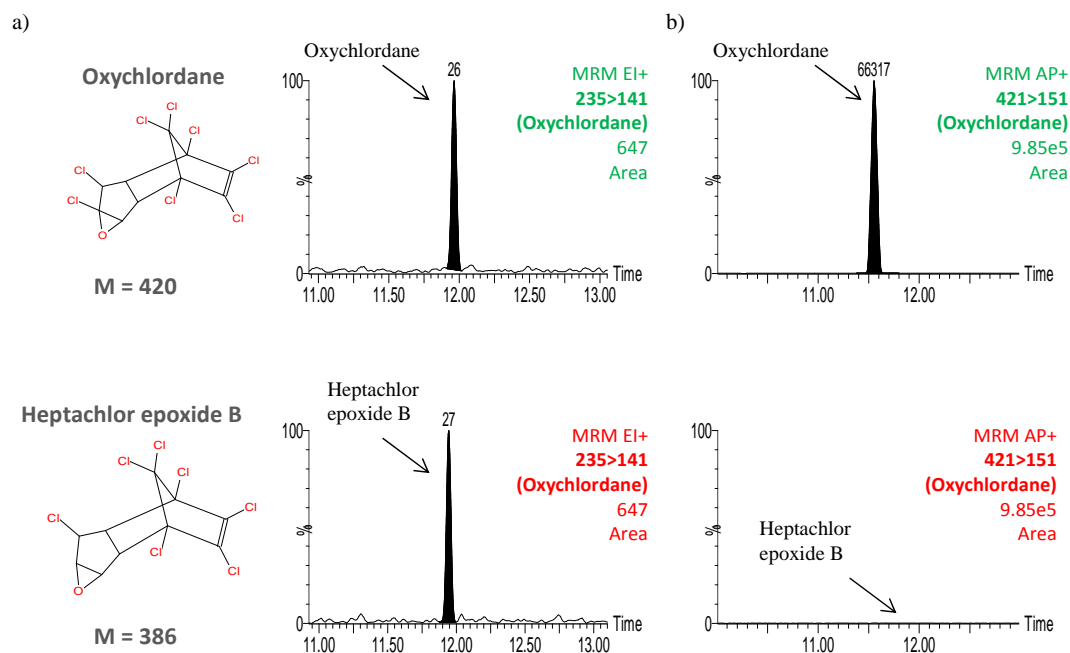 a)
b)
Oxychlordane
Cl
Cl
Cl
Cl
Cl
Cl
Cl
Cl
O
M = 420
Oxychlordane
26
100
%
0
11.00
11.50
12.00
12.50
13.00
Time
MRM EI+
235>141
(Oxychlordane)
647
Area
Oxychlordane
66317
100
%
0
11.00
12.00
Time
MRM AP+
421>151
(Oxychlordane)
9.85e5
Area
Heptachlor epoxide B
Cl
Cl
Cl
Cl
Cl
Cl
Cl
O
M = 386
Heptachlor
epoxide B
27
100
%
0
11.00
11.50
12.00
12.50
13.00
Time
MRM EI+
235>141
(Oxychlordane)
647
Area
100
%
0
11.00
12.00
Time
MRM AP+
421>151
(Oxychlordane)
9.85e5
Area
Heptachlor
epoxide B